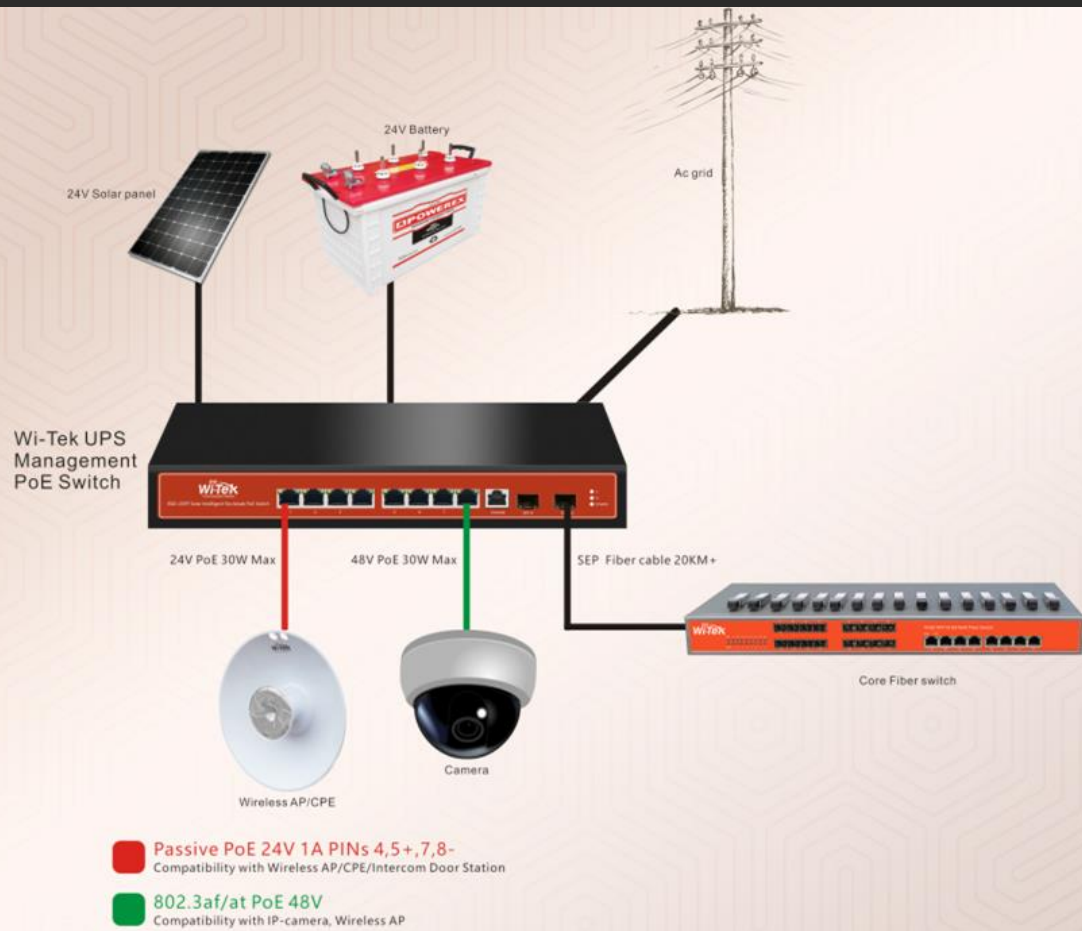 24V Battery
24V Solar panel
Ac grid
UPOWEREX
Wi-Tek UPS
Management
PoE Switch
Wi-Tek
24V PoE 30W Max
48V PoE 30W Max
SEP Fiber cable 20KM+
Wi-Tek
Core Fiber switch
Camera
Wireless AP/CPE
Passive PoE 24V 1A PINs 4,5+,7,8-
Compatibility with Wireless AP/CPE/Intercom Door Station
802.3af/at PoE 48V
Compatibility with IP-camera, Wireless AP